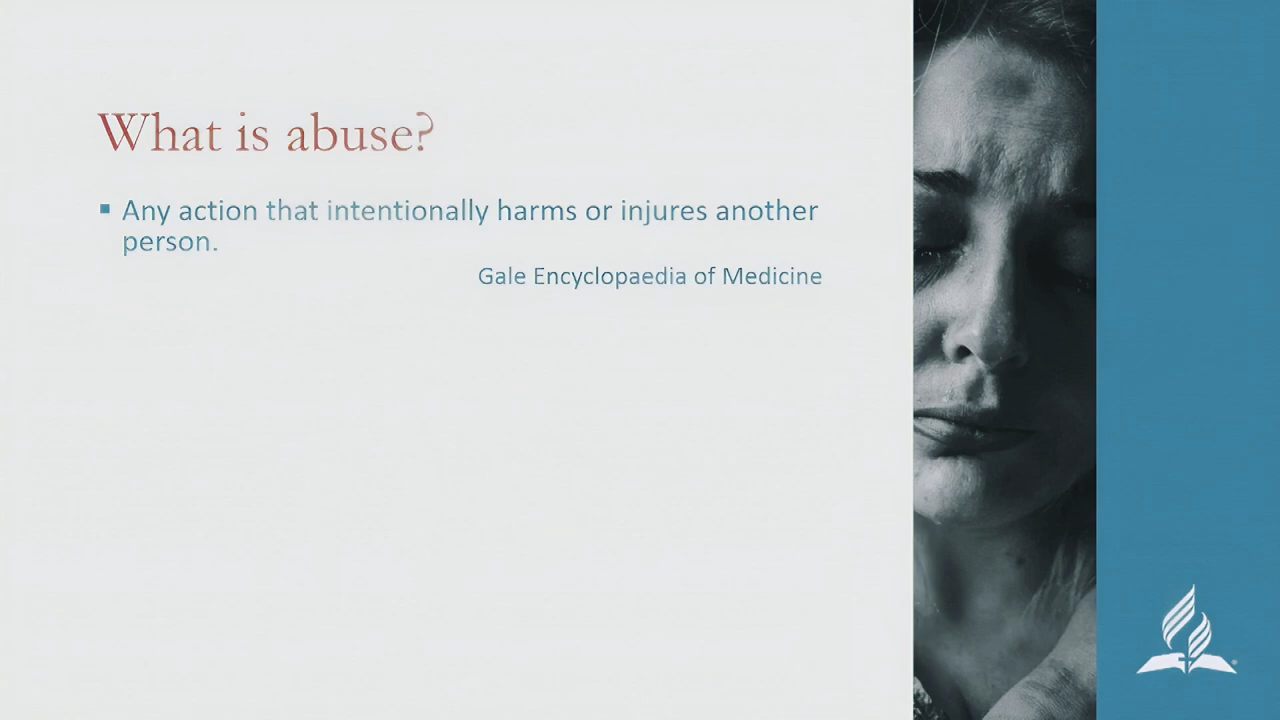 What is abuse?
▪ Any action that intentionally harms or injures another
person.
Gale Encyclopaedia of Medicine